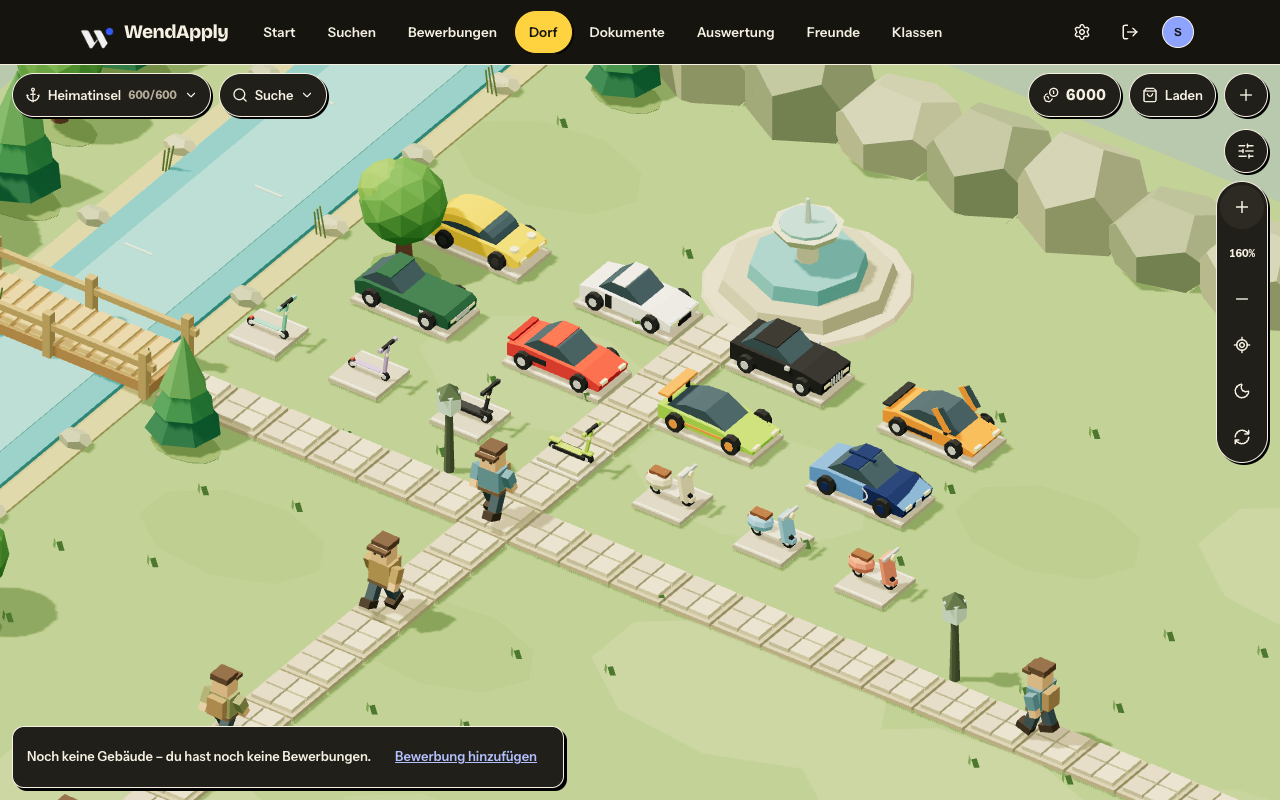 WendApply
Start
Suchen
Bewerbungen
Dorf
Dokumente
Auswertung
Freunde
Klassen
S
Heimatinsel 600/600
Suche
6000
Laden
160%
Noch keine Gebäude – du hast noch keine Bewerbungen. Bewerbung hinzufügen